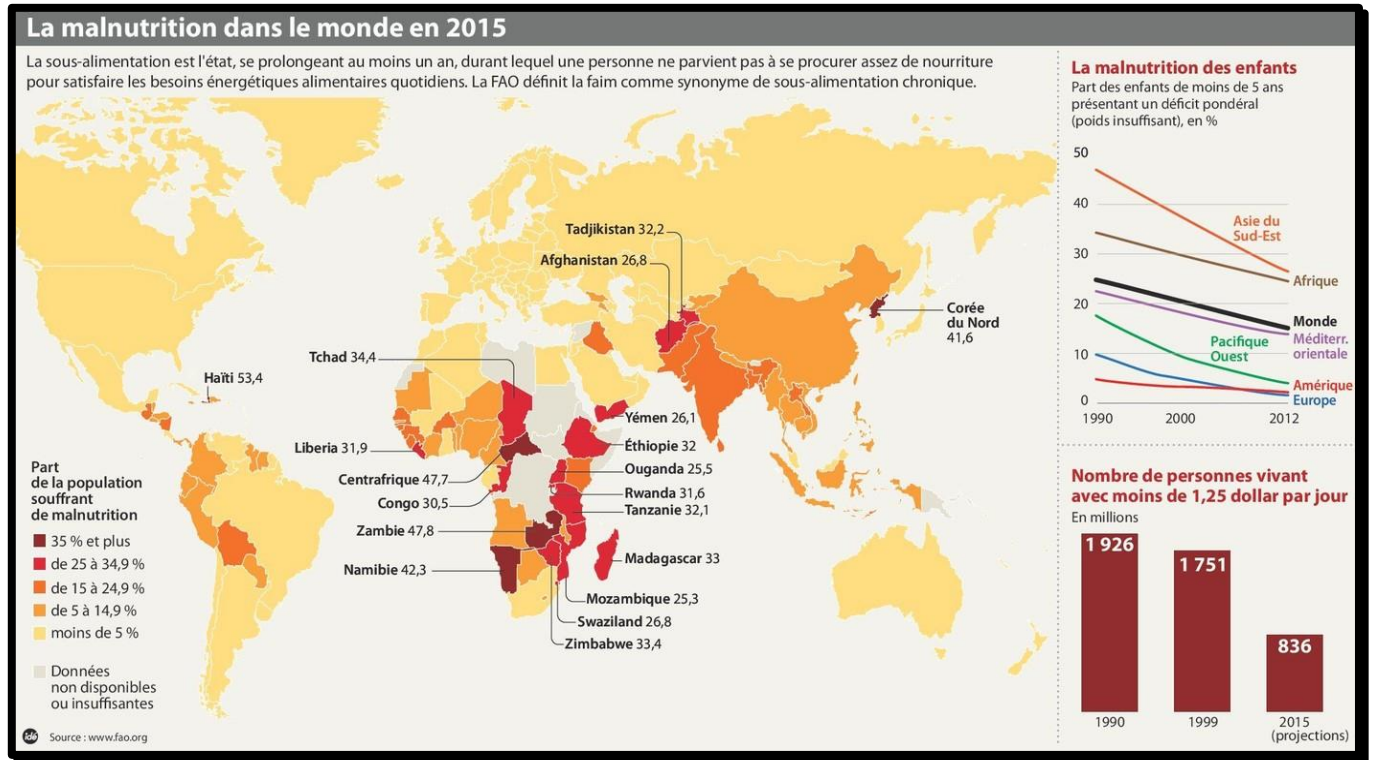 La malnutrition dans le monde en 2015
La sous-alimentation est l'état, se prolongeant au moins un an, durant lequel une personne ne parvient pas à se procurer assez de nourriture
pour satisfaire les besoins énergétiques alimentaires quotidiens. La FAO définit la faim comme synonyme de sous-alimentation chronique.
Tadjikistan 32,2
Afghanistan 26,8
Corée
du Nord
41,6
Tchad 34,4
Haïti 53,4
Yémen 26,1
Liberia 31,9
Éthiopie 32
Centrafrique 47,7
Ouganda 25,5
Congo 30,5
Rwanda 31,6
Tanzanie 32,1
Zambie 47,8
Madagascar 33
Namibie 42,3
Mozambique 25,3
Swaziland 26,8
Zimbabwe 33,4
Part
de la population
souffrant
de malnutrition
35 % et plus
de 25 à 34,9 %
de 15 à 24,9 %
de 5 à 14,9 %
moins de 5 %
Données
non disponibles
ou insuffisantes
idé Source : www.fao.org
La malnutrition des enfants
Part des enfants de moins de 5 ans
présentant un déficit pondéral
(poids insuffisant), en %
50
40
30
20
10
0
Asie du
Sud-Est
Afrique
Monde
Méditerr.
orientale
Pacifique
Ouest
Amérique
Europe
1990 2000 2012
Nombre de personnes vivant
avec moins de 1,25 dollar par jour
En millions
1 926
1 751
836
1990 1999 2015
(projections)